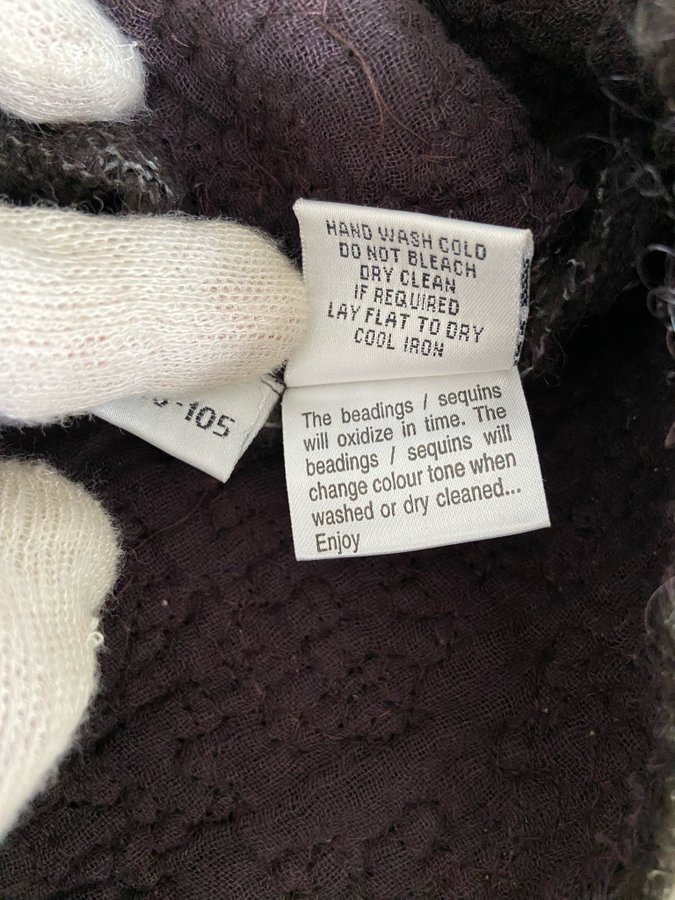 HAND WASH COLD
DO NOT BLEACH
DRY CLEAN
IF REQUIRED
LAY FLAT TO DRY
COOL IRON
The beadings / sequins
will oxidize in time. The
beadings / sequins will
change colour tone when
washed or dry cleaned...
Enjoy
-105